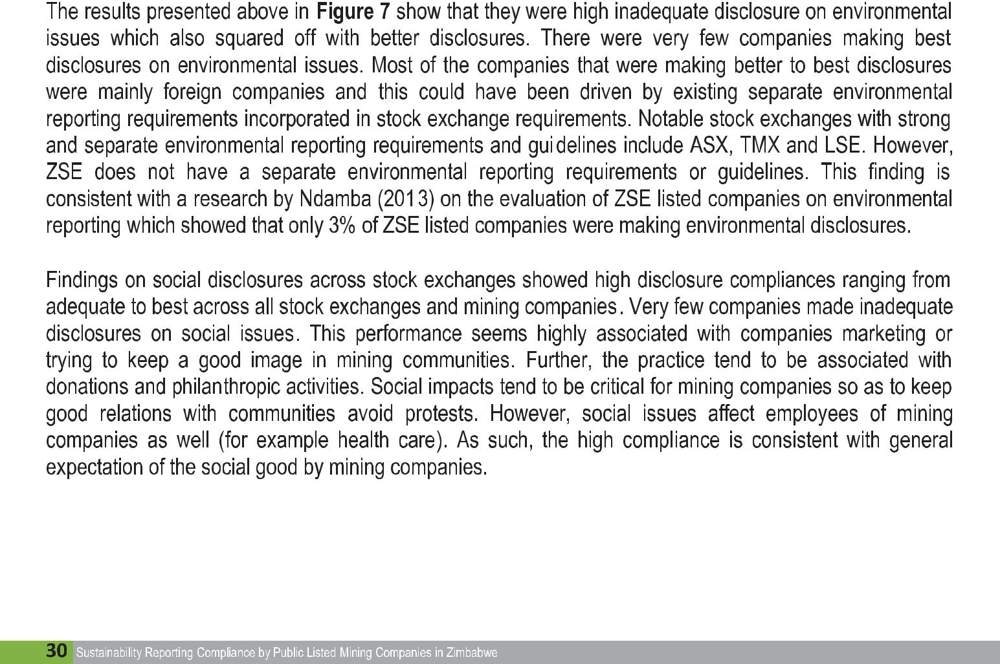 The results presented above in Figure 7 show that they were high inadequate disclosure on environmental
issues which also squared off with better disclosures. There were very few companies making best
disclosures on environmental issues. Most of the companies that were making better to best disclosures
were mainly foreign companies and this could have been driven by existing separate environmental
reporting requirements incorporated in stock exchange requirements. Notable stock exchanges with strong
and separate environmental reporting requirements and guidelines include ASX, TMX and LSE. However,
ZSE does not have a separate environmental reporting requirements or guidelines. This finding is
consistent with a research by Ndamba (2013) on the evaluation of ZSE listed companies on environmental
reporting which showed that only 3% of ZSE listed companies were making environmental disclosures.
Findings on social disclosures across stock exchanges showed high disclosure compliances ranging from
adequate to best across all stock exchanges and mining companies. Very few companies made inadequate
disclosures on social issues. This performance seems highly associated with companies marketing or
trying to keep a good image in mining communities. Further, the practice tend to be associated with
donations and philanthropic activities. Social impacts tend to be critical for mining companies so as to keep
good relations with communities avoid protests. However, social issues affect employees of mining
companies as well (for example health care). As such, the high compliance is consistent with general
expectation of the social good by mining companies.
30 Sustainability Reporting Compliance by Public Listed Mining Companies in Zimbabwe